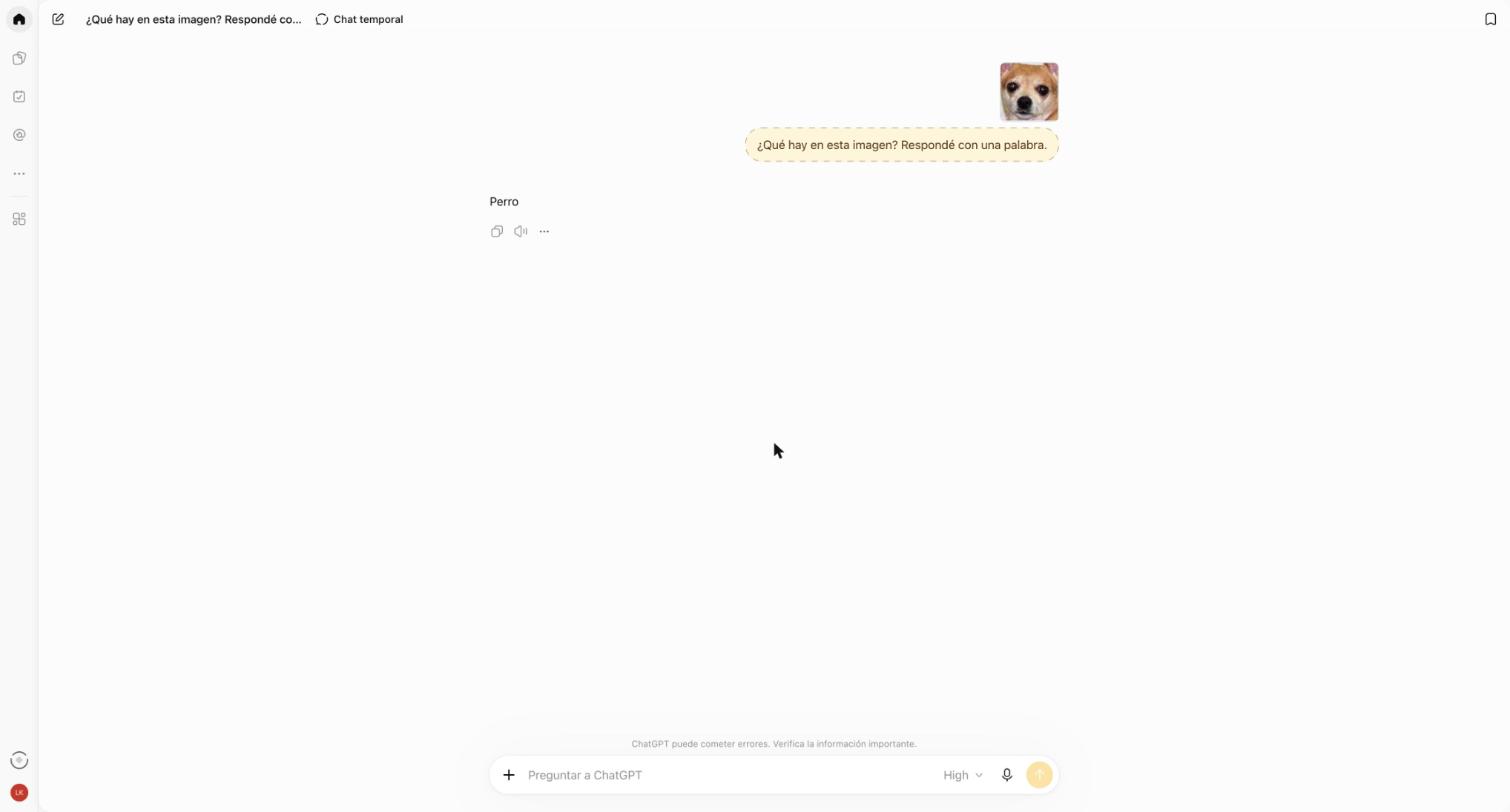 ¿Qué hay en esta imagen? Respondé co...
Chat temporal
¿Qué hay en esta imagen? Respondé con una palabra.
Perro
ChatGPT puede cometer errores. Verifica la información importante.
Preguntar a ChatGPT
High
LK